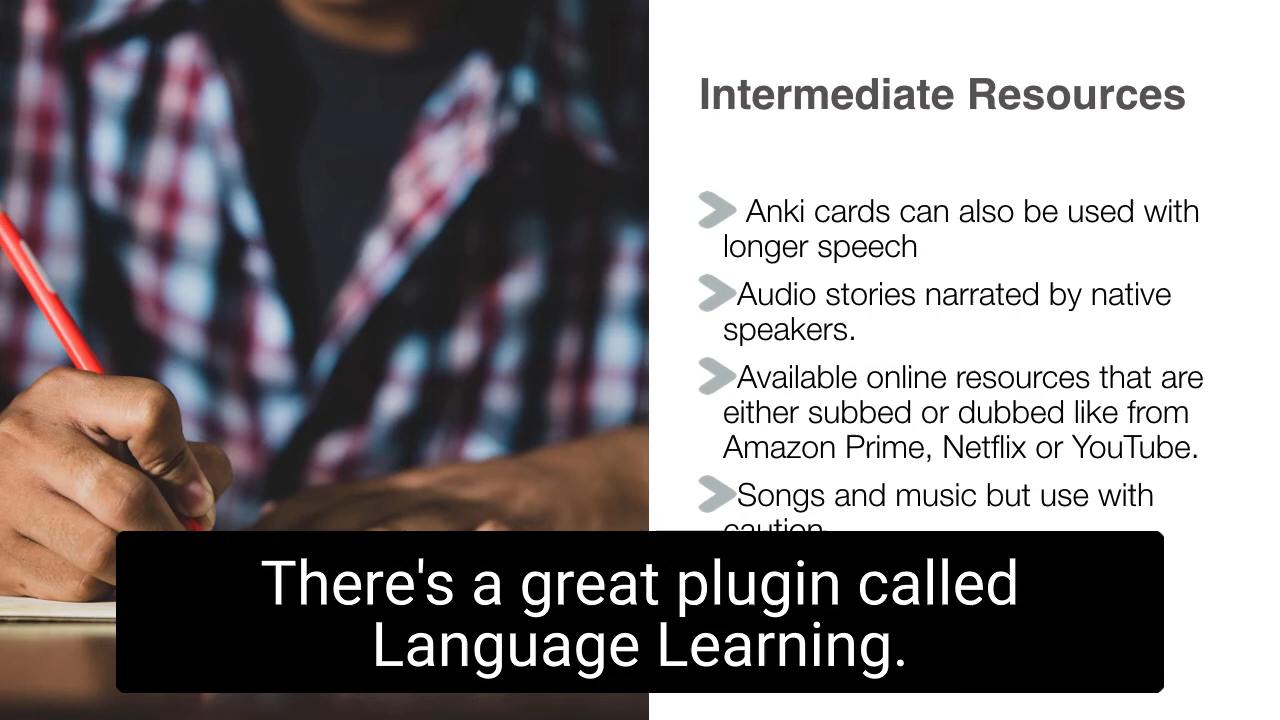 Intermediate Resources
Anki cards can also be used with
longer speech
Audio stories narrated by native
speakers.
Available online resources that are
either subbed or dubbed like from
Amazon Prime, Netflix or YouTube.
Songs and music but use with
caution
There's a great plugin called
Language Learning.